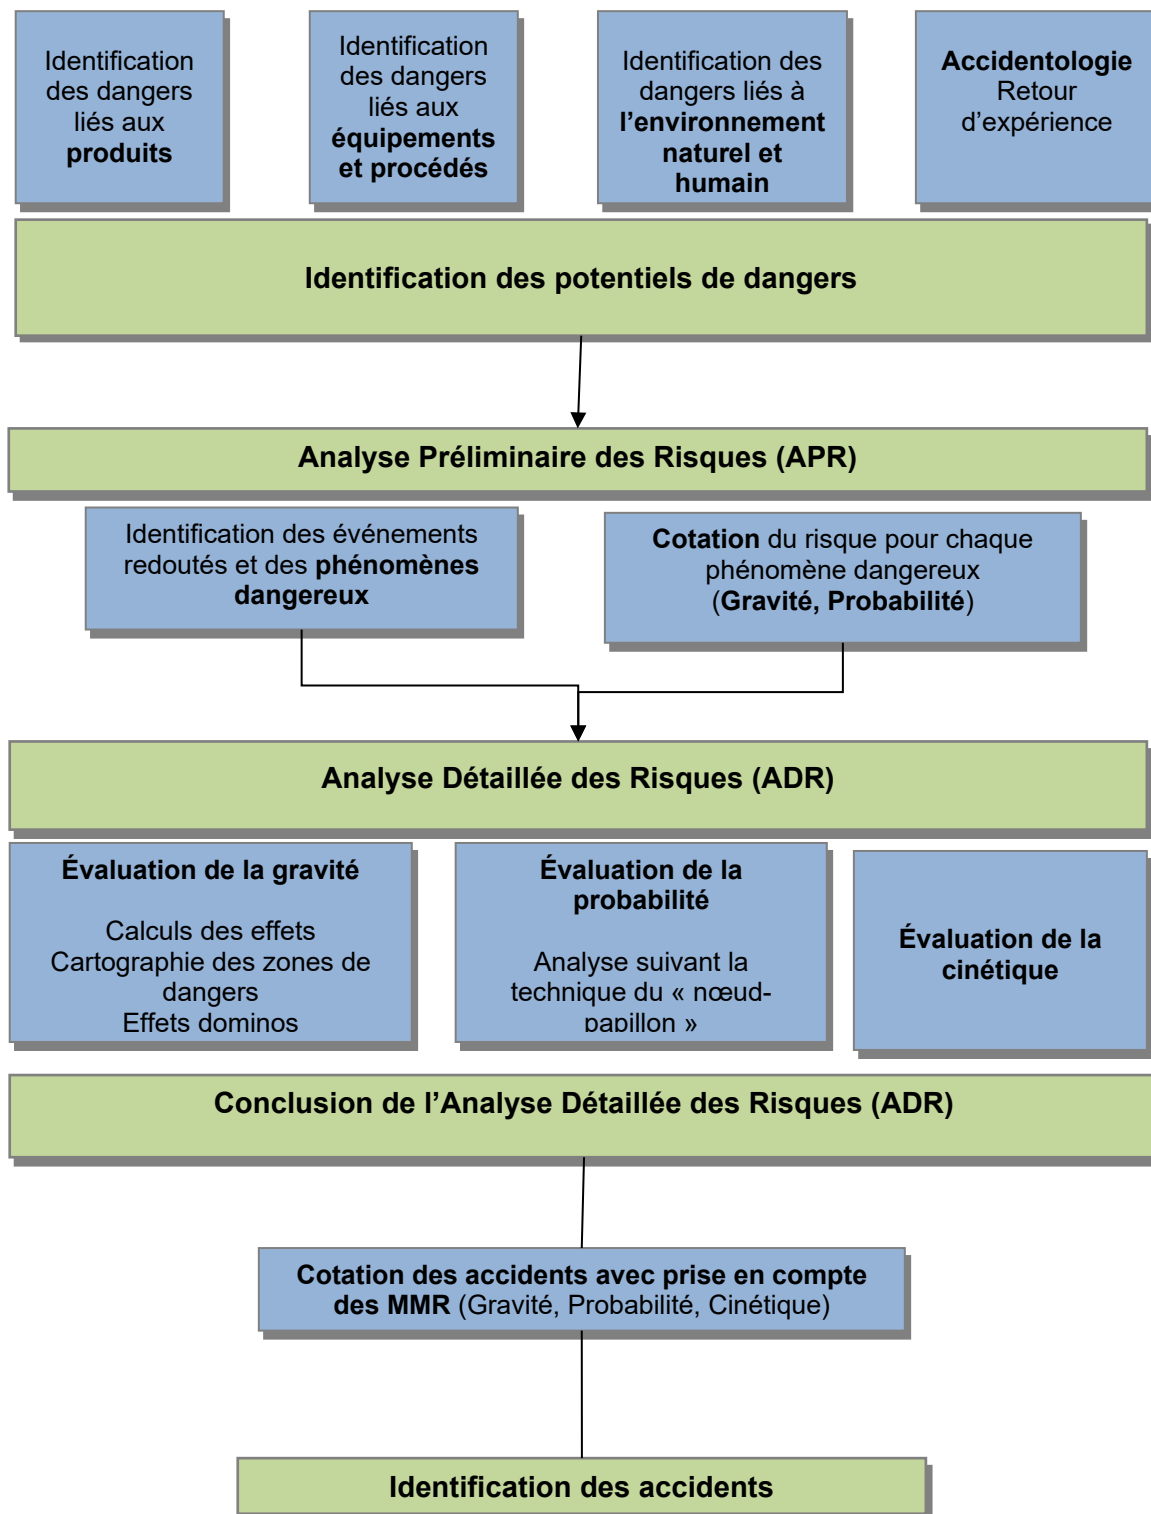 Identification
des dangers
liés aux
produits
Identification
des dangers
liés aux
équipements
et procédés
Identification des
dangers liés à
l’environnement
naturel et
humain
Accidentologie
Retour
d’expérience
Identification des potentiels de dangers
Analyse Préliminaire des Risques (APR)
Identification des événements
redoutés et des phénomènes
dangereux
Cotation du risque pour chaque
phénomène dangereux
(Gravité, Probabilité)
Analyse Détaillée des Risques (ADR)
Évaluation de la gravité
Calculs des effets
Cartographie des zones de
dangers
Effets dominos
Évaluation de la
probabilité
Analyse suivant la
technique du « nœud-
papillon »
Évaluation de la
cinétique
Conclusion de l’Analyse Détaillée des Risques (ADR)
Cotation des accidents avec prise en compte
des MMR (Gravité, Probabilité, Cinétique)
Identification des accidents